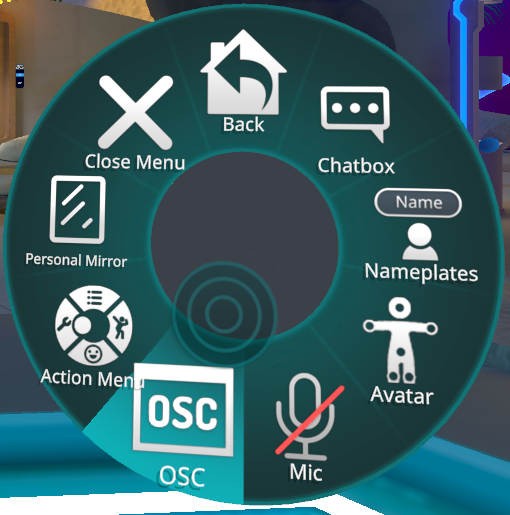 Back
Chatbox
Name
Nameplates
Avatar
Mic
OSC
OSC
Action Menu
Personal Mirror
Close Menu